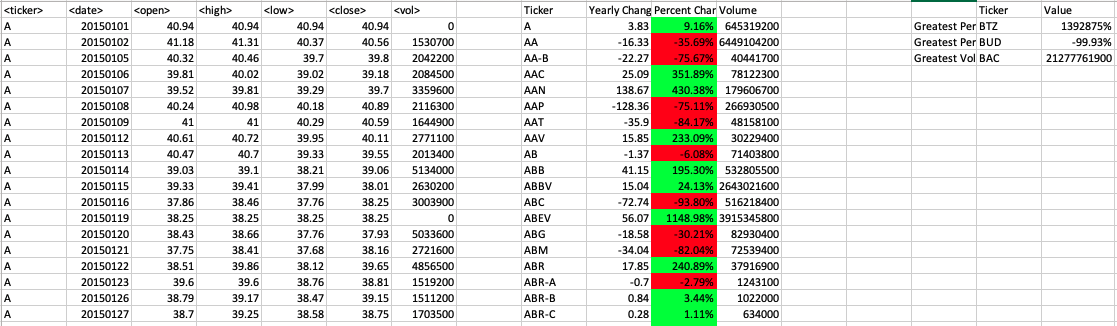 <ticker> <date> <open> <high> <low> <close> <vol> Ticker Yearly Chang Percent Char Volume Ticker Value
A 20150101 40.94 40.94 40.94 40.94 0 A 3.83 9.16% 645319200 Greatest Per BTZ 1392875%
A 20150102 41.18 41.31 40.37 40.56 1530700 AA -16.33 -35.69% 6449104200 Greatest Per BUD -99.93%
A 20150105 40.32 40.46 39.7 39.8 2042200 AA-B -22.27 -75.67% 40441700 Greatest Vol BAC 21277761900
A 20150106 39.81 40.02 39.02 39.18 2084500 AAC 25.09 351.89% 78122300
A 20150107 39.52 39.81 39.29 39.7 3359600 AAN 138.67 430.38% 179606700
A 20150108 40.24 40.98 40.18 40.89 2116300 AAP -128.36 -75.11% 266930500
A 20150109 41 41 40.29 40.59 1644900 AAT -35.9 -84.17% 48158100
A 20150112 40.61 40.72 39.95 40.11 2771100 AAV 15.85 233.09% 30229400
A 20150113 40.47 40.7 39.33 39.55 2013400 AB -1.37 -6.08% 71403800
A 20150114 39.03 39.1 38.21 39.06 5134000 ABB 41.15 195.30% 532805500
A 20150115 39.33 39.41 37.99 38.01 2630200 ABBV 15.04 24.13% 2643021600
A 20150116 37.86 38.46 37.76 38.25 3003900 ABC -72.74 -93.80% 516218400
A 20150119 38.25 38.25 38.25 38.25 0 ABEV 56.07 1148.98% 3915345800
A 20150120 38.43 38.66 37.76 37.93 5033600 ABG -18.58 -30.21% 82930400
A 20150121 37.75 38.41 37.68 38.16 2721600 ABM -34.04 -82.04% 72539400
A 20150122 38.51 39.86 38.12 39.65 4856500 ABR 17.85 240.89% 37916900
A 20150123 39.6 39.6 38.76 38.81 1519200 ABR-A -0.7 -2.79% 1243100
A 20150126 38.79 39.17 38.47 39.15 1511200 ABR-B 0.84 3.44% 1022000
A 20150127 38.7 39.25 38.58 38.75 1703500 ABR-C 0.28 1.11% 634000